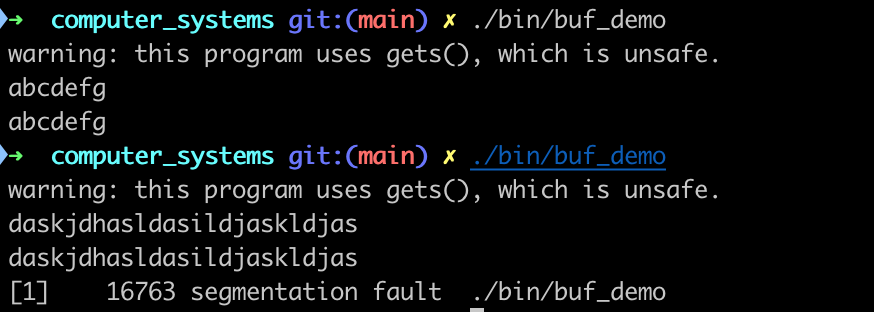 ➜  computer_systems git:(main) ✗ ./bin/buf_demo
warning: this program uses gets(), which is unsafe.
abcdefg
abcdefg
➜  computer_systems git:(main) ✗ ./bin/buf_demo
warning: this program uses gets(), which is unsafe.
daskjdhasldasildjaskldjas
daskjdhasldasildjaskldjas
[1]    16763 segmentation fault  ./bin/buf_demo